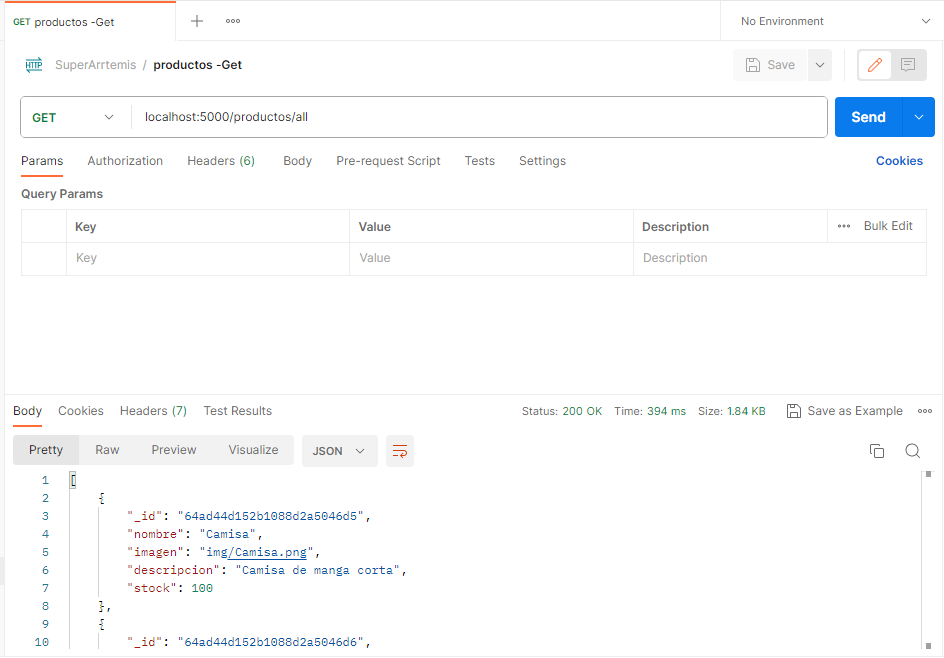 GET productos -Get
No Environment
HTTP SuperArrtemis / productos -Get
Save
GET localhost:5000/productos/all
Send
Params Authorization Headers (6) Body Pre-request Script Tests Settings Cookies
Query Params
Key Value Description Bulk Edit
Key Value Description
Body Cookies Headers (7) Test Results Status: 200 OK Time: 394 ms Size: 1.84 KB Save as Example
Pretty Raw Preview Visualize JSON
1 [
2 {
3 "_id": "64ad44d152b1088d2a5046d5",
4 "nombre": "Camisa",
5 "imagen": "img/Camisa.png",
6 "descripcion": "Camisa de manga corta",
7 "stock": 100
8 },
9 {
10 "_id": "64ad44d152b1088d2a5046d6",